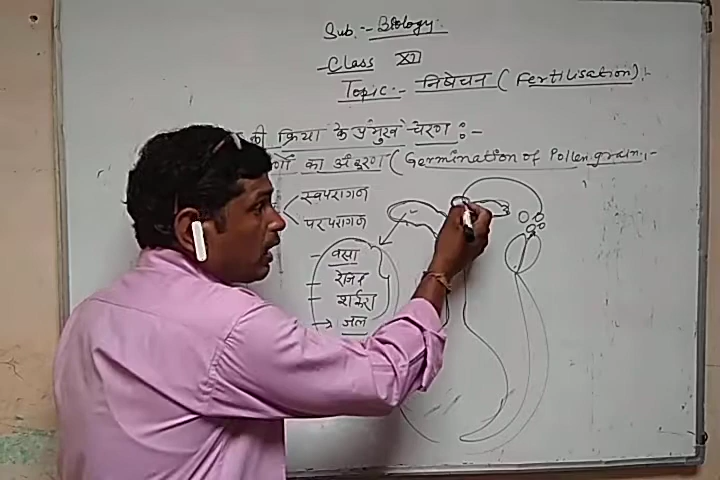 Sub.:- Biology.
Class XII
Topic:- निषेचन ( Fertilisation):-
की क्रिया के प्रमुख चरण :-
का अंकुरण ( Germination of Pollen grain:-
स्वपरागण
परपरागण
- वसा
- रेजिन
- शर्करा
→ जल